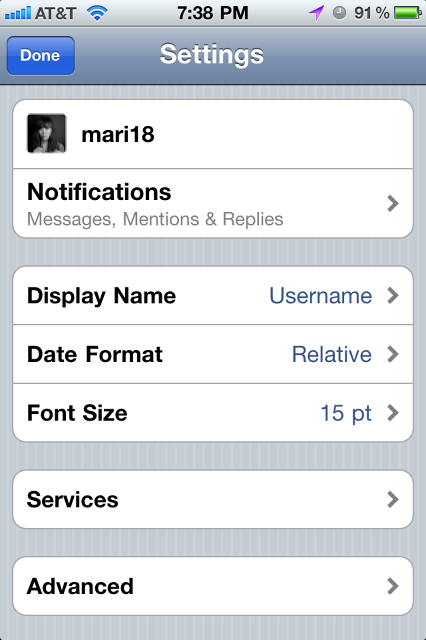 AT&T 7:38 PM 91 %
Done Settings
mari18
Notifications
Messages, Mentions & Replies
Display Name Username
Date Format Relative
Font Size 15 pt
Services
Advanced